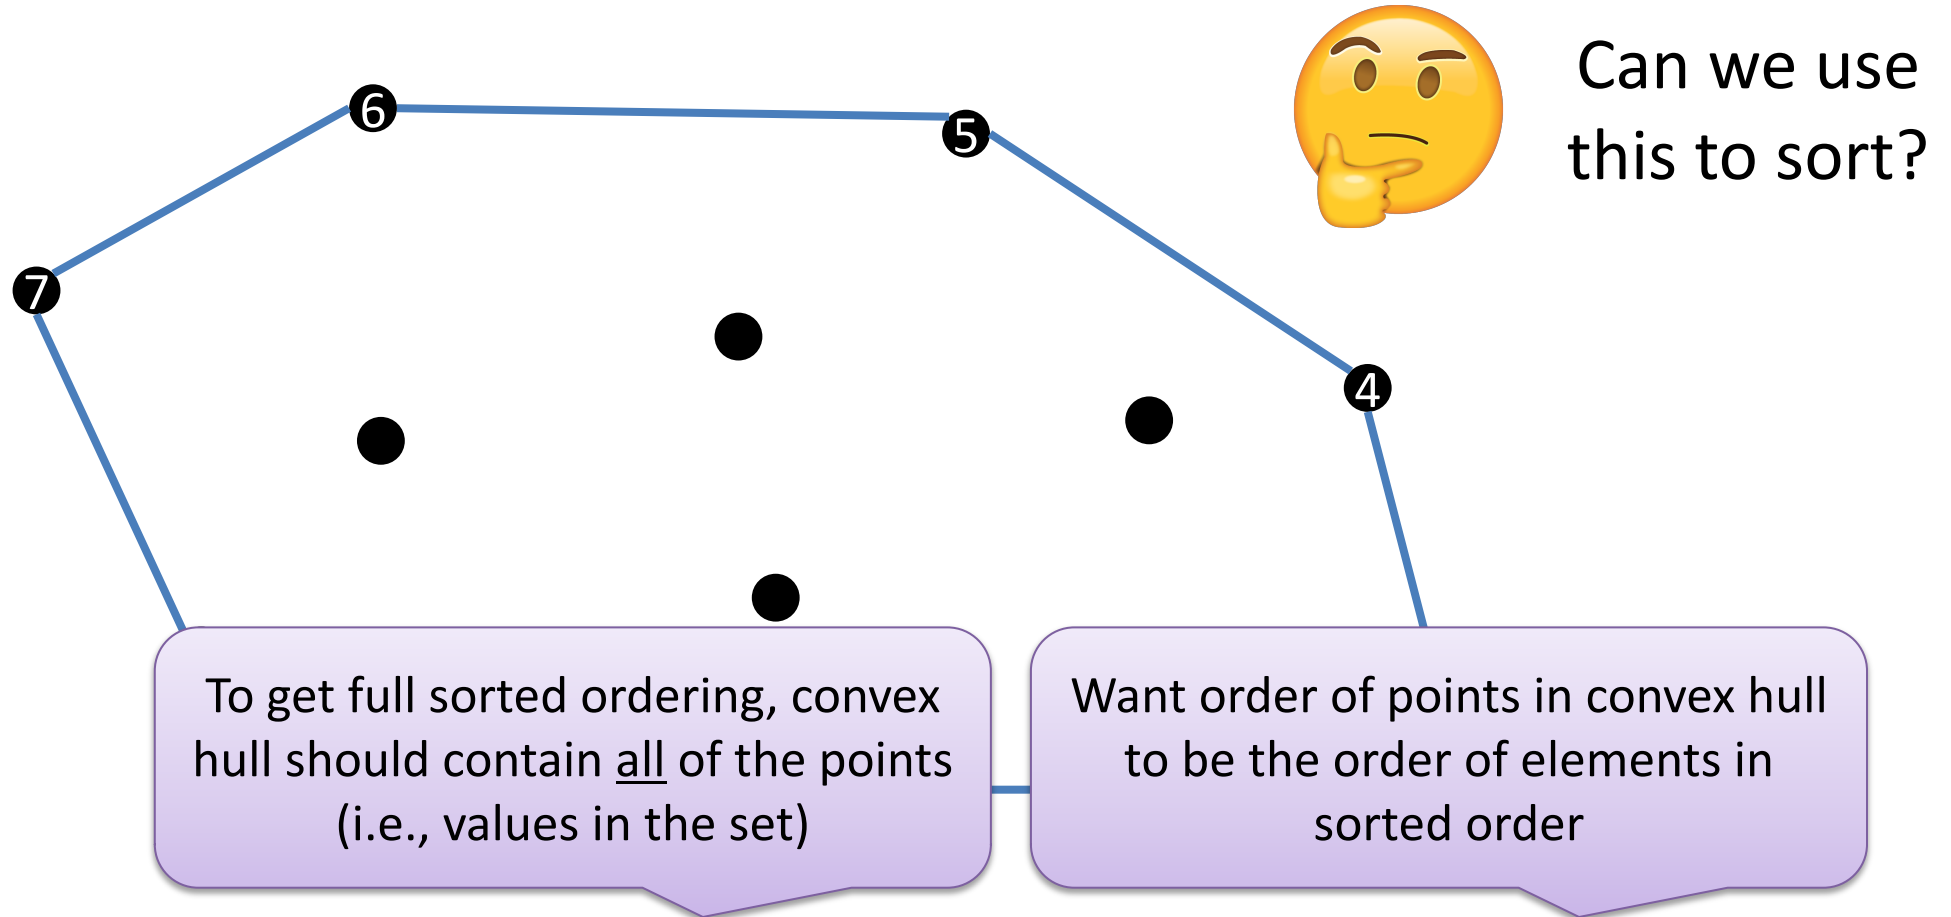 Can we use
this to sort?
6
5
7
4
To get full sorted ordering, convex
hull should contain all of the points
(i.e., values in the set)
Want order of points in convex hull
to be the order of elements in
sorted order